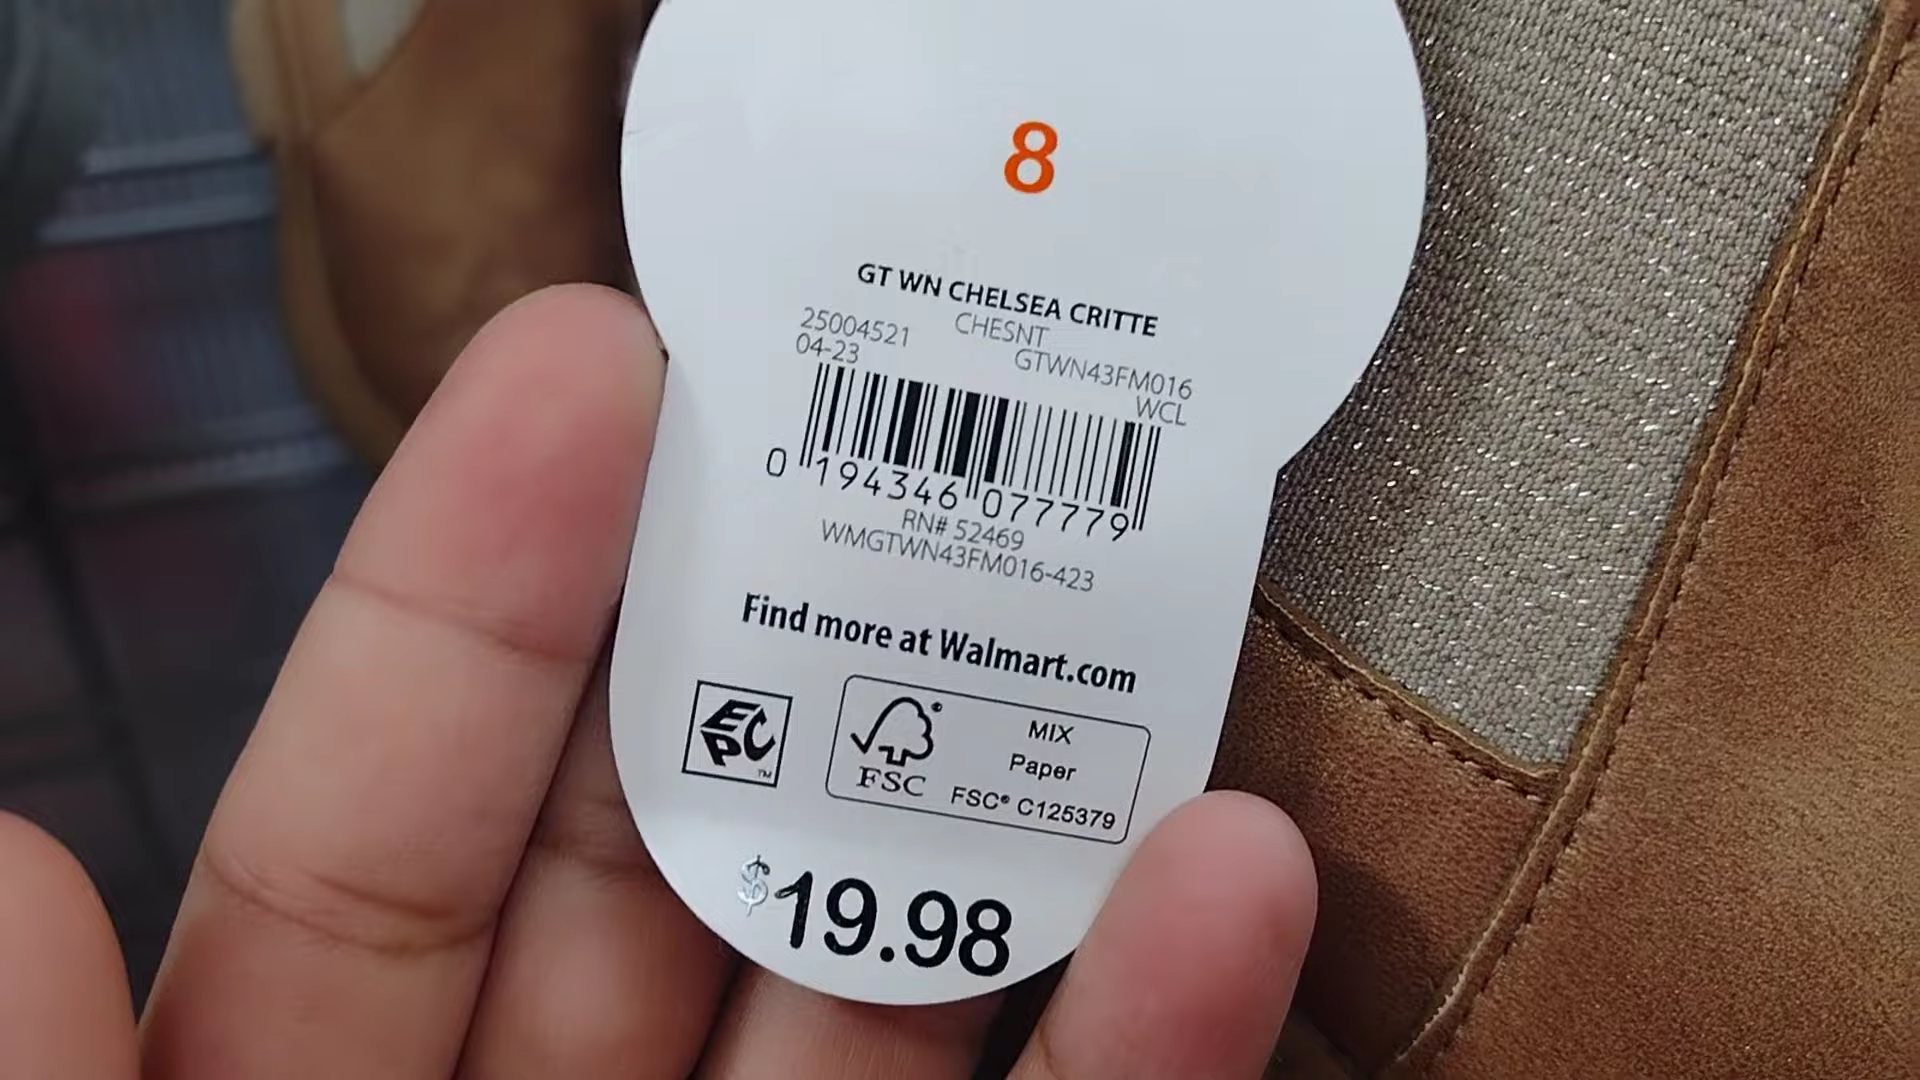 8
GT WN CHELSEA CRITTE
25004521 CHESNT
04-23 GTWN43FM016
WCL
0 194346 077779
RN# 52469
WMGTWN43FM016-423
Find more at Walmart.com
EPC TM
FSC® MIX
Paper
FSC® C125379
$19.98